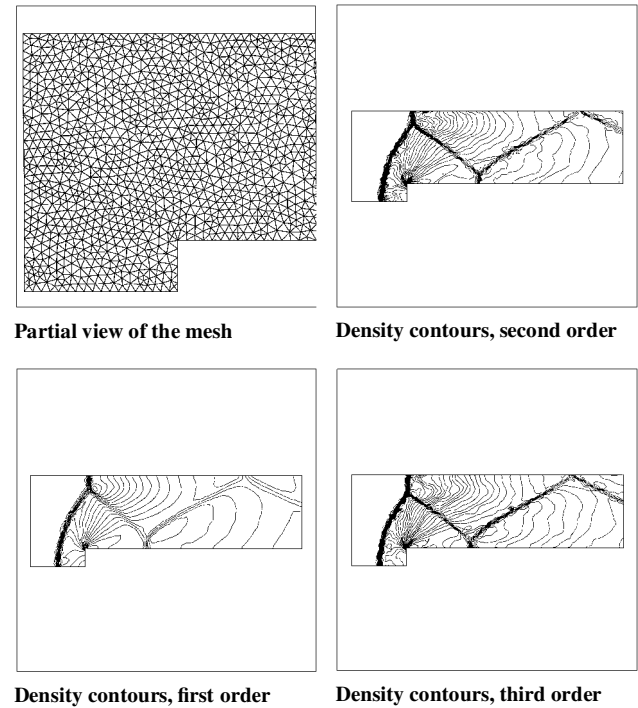 Partial view of the mesh
Density contours, second order
Density contours, first order
Density contours, third order